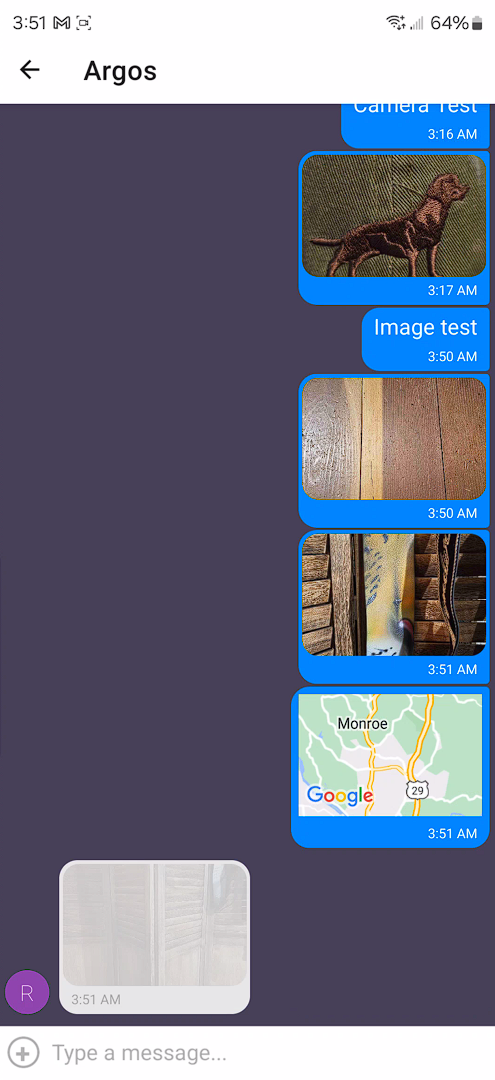 3:51 64%
Argos
Camera Test
3:16 AM
3:17 AM
Image test
3:50 AM
3:50 AM
3:51 AM
Monroe
29
Google
3:51 AM
3:51 AM
R
Type a message...